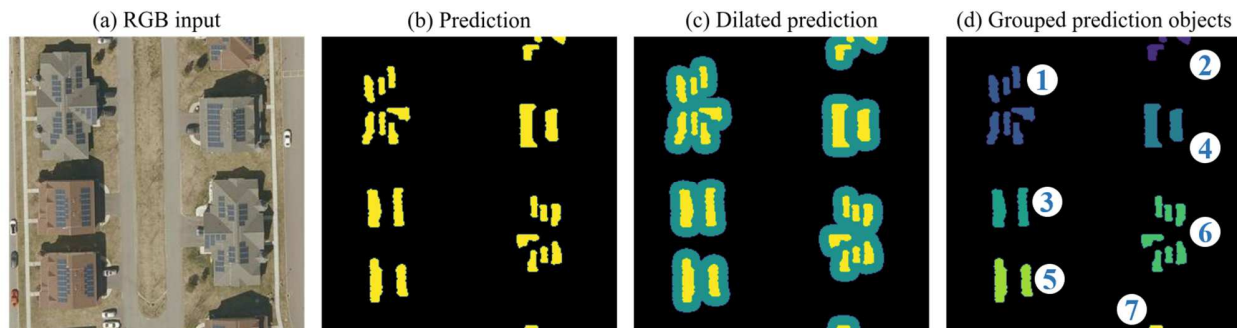 (a) RGB input
(b) Prediction
(c) Dilated prediction
(d) Grouped prediction objects
1
2
4
3
6
5
7